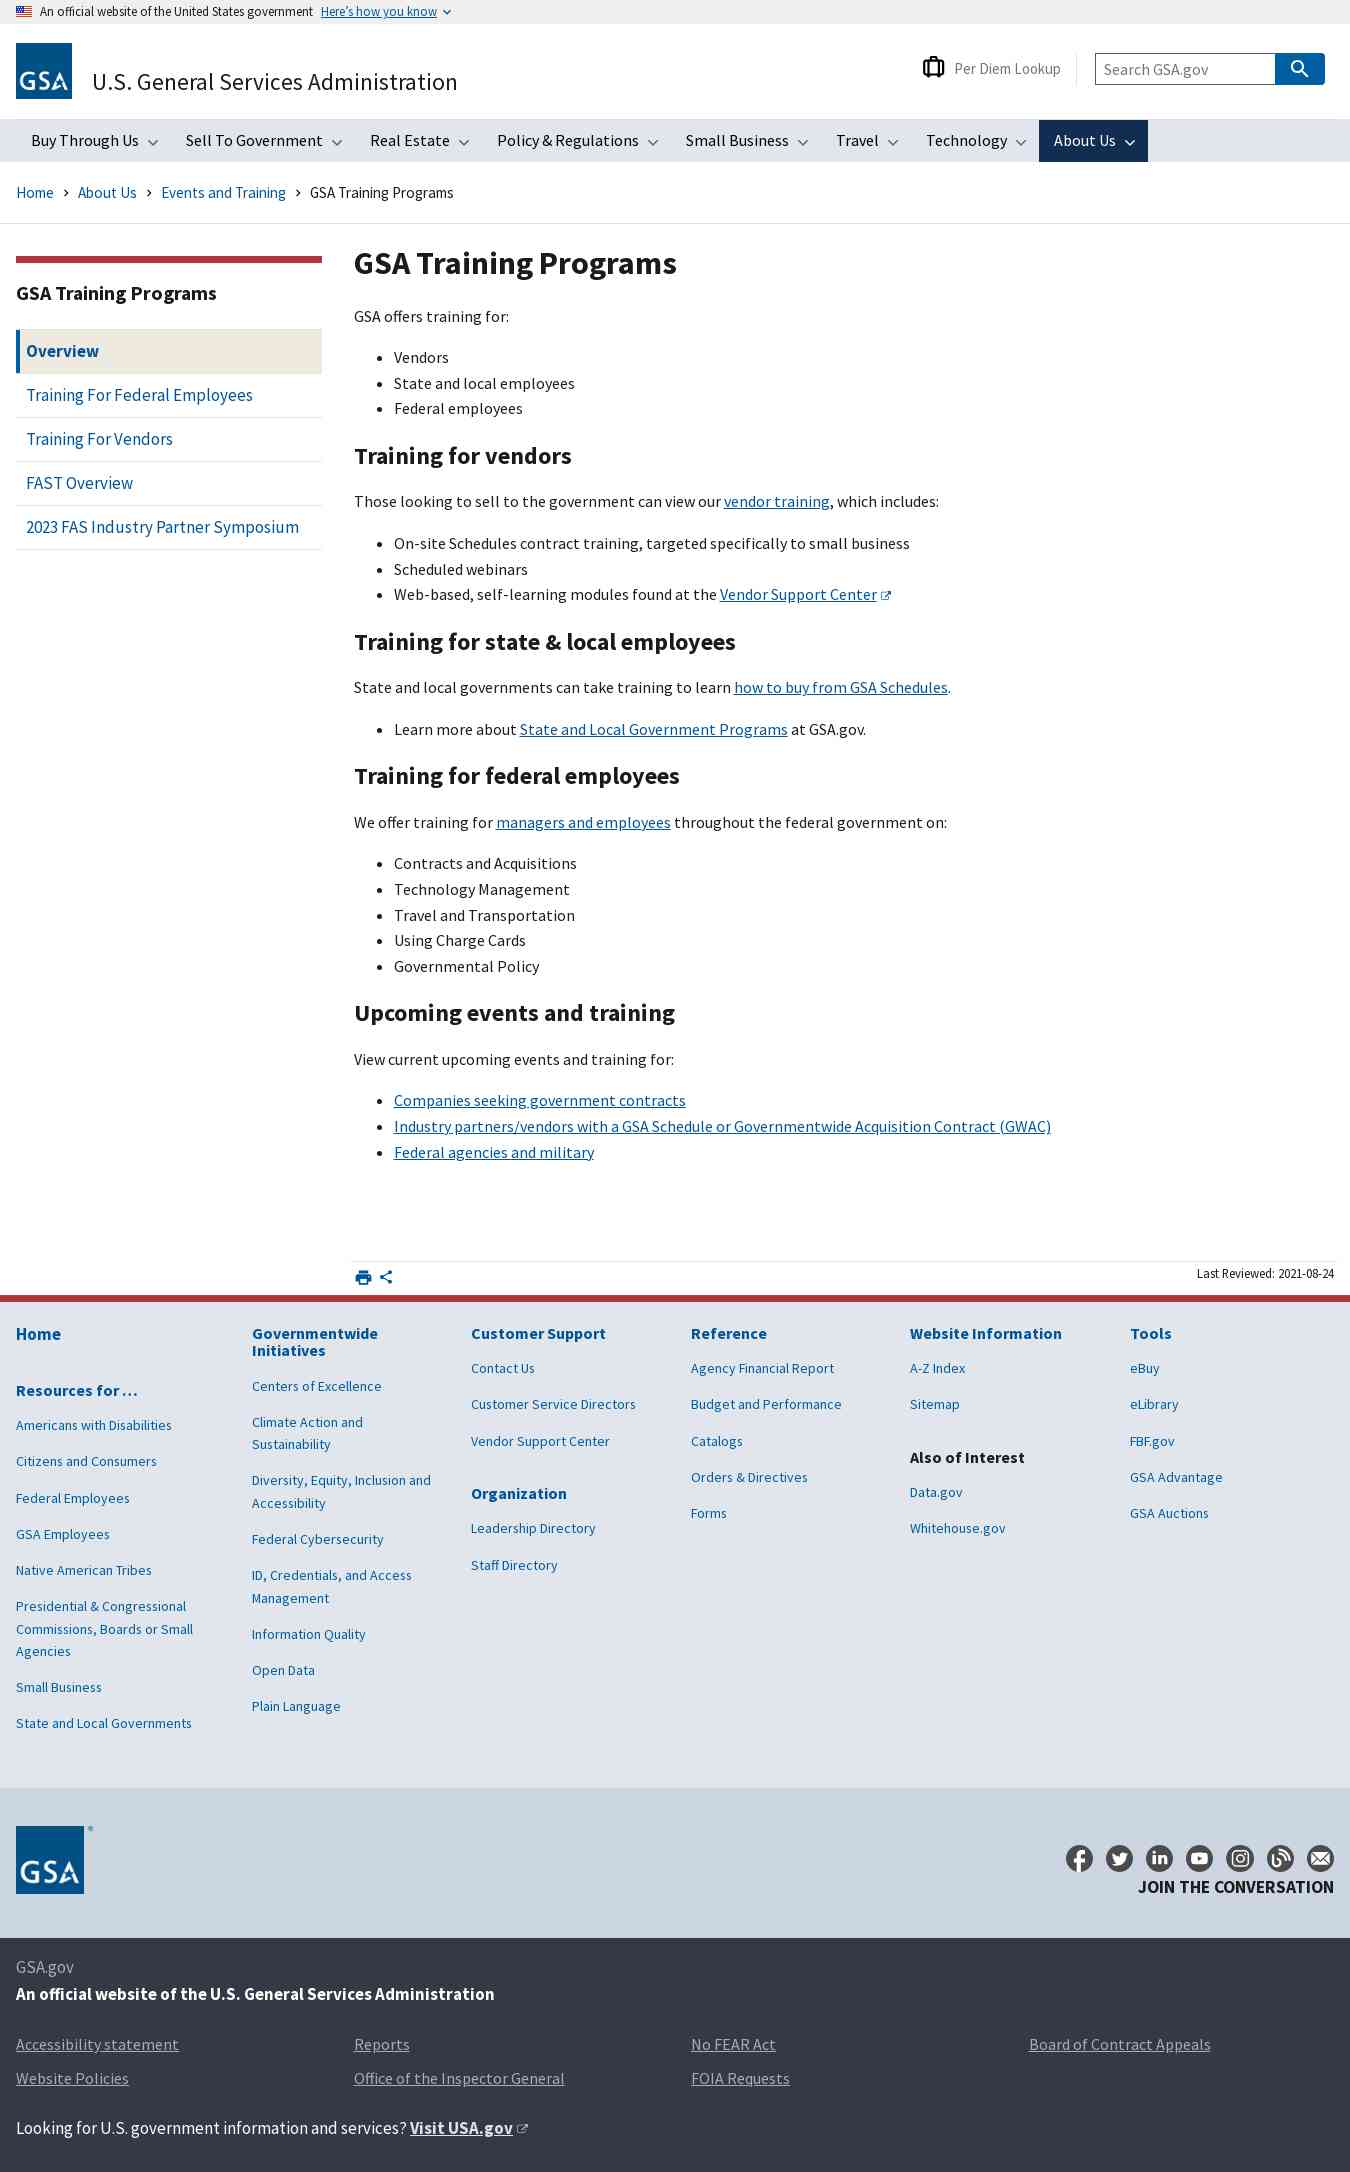 An official website of the United States government Here's how you know
GSA
U.S. General Services Administration
Per Diem Lookup
Search GSA.gov
Buy Through Us
Sell To Government
Real Estate
Policy & Regulations
Small Business
Travel
Technology
About Us
Home
About Us
Events and Training
GSA Training Programs
GSA Training Programs
Overview
Training For Federal Employees
Training For Vendors
FAST Overview
2023 FAS Industry Partner Symposium
GSA Training Programs
GSA offers training for:
Vendors
State and local employees
Federal employees
Training for vendors
Those looking to sell to the government can view our vendor training, which includes:
On-site Schedules contract training, targeted specifically to small business
Scheduled webinars
Web-based, self-learning modules found at the Vendor Support Center
Training for state & local employees
State and local governments can take training to learn how to buy from GSA Schedules.
Learn more about State and Local Government Programs at GSA.gov.
Training for federal employees
We offer training for managers and employees throughout the federal government on:
Contracts and Acquisitions
Technology Management
Travel and Transportation
Using Charge Cards
Governmental Policy
Upcoming events and training
View current upcoming events and training for:
Companies seeking government contracts
Industry partners/vendors with a GSA Schedule or Governmentwide Acquisition Contract (GWAC)
Federal agencies and military
Last Reviewed: 2021-08-24
Home
Resources for …
Americans with Disabilities
Citizens and Consumers
Federal Employees
GSA Employees
Native American Tribes
Presidential & Congressional
Commissions, Boards or Small
Agencies
Small Business
State and Local Governments
Governmentwide
Initiatives
Centers of Excellence
Climate Action and
Sustainability
Diversity, Equity, Inclusion and
Accessibility
Federal Cybersecurity
ID, Credentials, and Access
Management
Information Quality
Open Data
Plain Language
Customer Support
Contact Us
Customer Service Directors
Vendor Support Center
Organization
Leadership Directory
Staff Directory
Reference
Agency Financial Report
Budget and Performance
Catalogs
Orders & Directives
Forms
Website Information
A-Z Index
Sitemap
Also of Interest
Data.gov
Whitehouse.gov
Tools
eBuy
eLibrary
FBF.gov
GSA Advantage
GSA Auctions
GSA
JOIN THE CONVERSATION
GSA.gov
An official website of the U.S. General Services Administration
Accessibility statement
Reports
No FEAR Act
Board of Contract Appeals
Website Policies
Office of the Inspector General
FOIA Requests
Looking for U.S. government information and services? Visit USA.gov